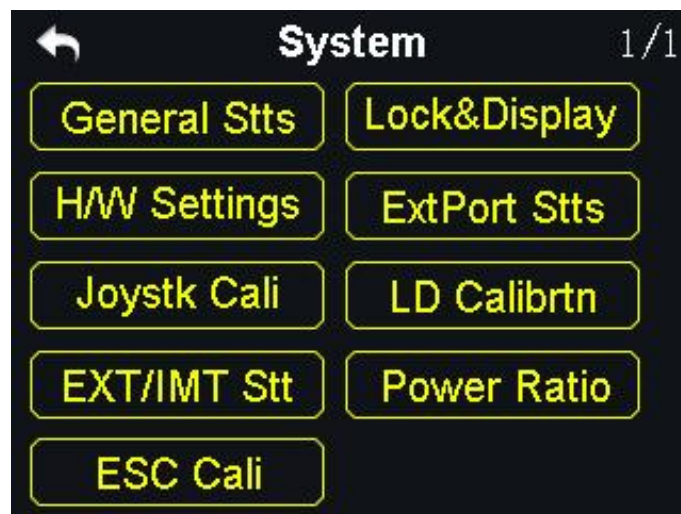 System 1/1
General Stts Lock&Display
H/W Settings ExtPort Stts
Joystk Cali LD Calibrtn
EXT/IMT Stt Power Ratio
ESC Cali